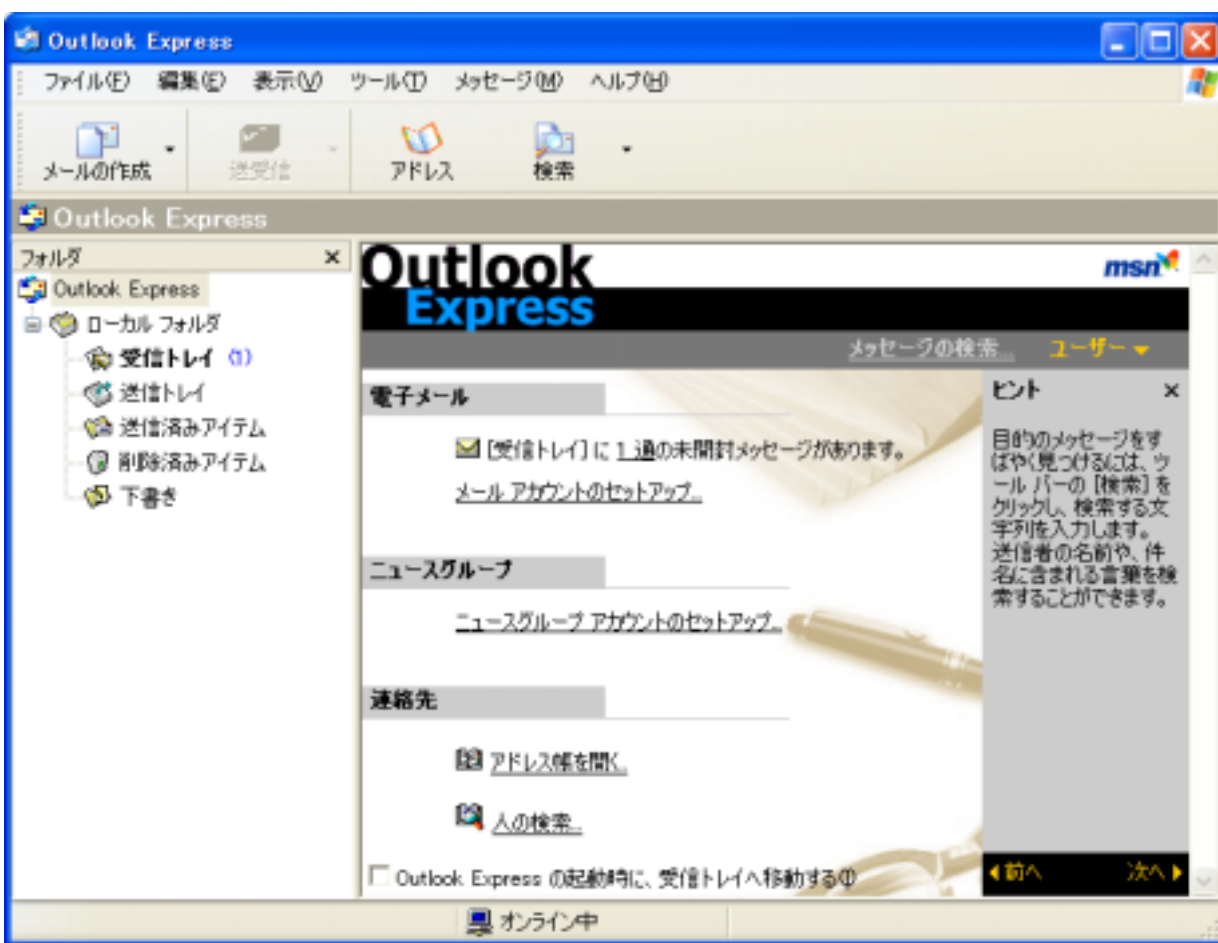 Outlook Express
ファイル(F) 編集(E) 表示(V) ツール(T) メッセージ(M) ヘルプ(H)
メールの作成 送受信 アドレス 検索
Outlook Express
フォルダ ×
Outlook Express
ローカル フォルダ
受信トレイ (1)
送信トレイ
送信済みアイテム
削除済みアイテム
下書き
Outlook
Express
msn
メッセージの検索... ユーザー
電子メール
[受信トレイ] に 1 通の未開封メッセージがあります。
メール アカウントのセットアップ...
ニュースグループ
ニュースグループ アカウントのセットアップ...
連絡先
アドレス帳を開く...
人の検索...
Outlook Express の起動時に、受信トレイへ移動する(I)
ヒント ×
目的のメッセージをす
ばやく見つけるには、ツ
ール バーの [検索] を
クリックし、検索する文
字列を入力します。
送信者の名前や、件
名に含まれる言葉を検
索することができます。
前へ 次へ
オンライン中